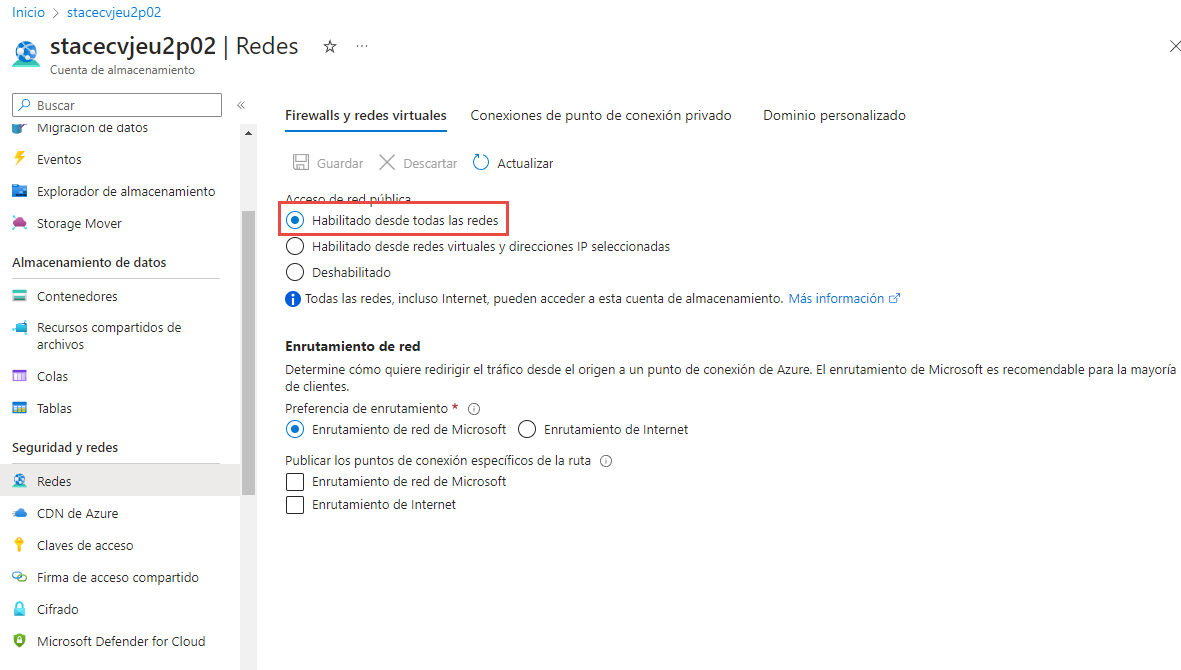 Inicio > stacecvjeu2p02
stacecvjeu2p02 | Redes
Cuenta de almacenamiento
Buscar
Migración de datos
Eventos
Explorador de almacenamiento
Storage Mover
Almacenamiento de datos
Contenedores
Recursos compartidos de
archivos
Colas
Tablas
Seguridad y redes
Redes
CDN de Azure
Claves de acceso
Firma de acceso compartido
Cifrado
Microsoft Defender for Cloud
Firewalls y redes virtuales Conexiones de punto de conexión privado Dominio personalizado
Guardar Descartar Actualizar
Acceso de red pública
Habilitado desde todas las redes
Habilitado desde redes virtuales y direcciones IP seleccionadas
Deshabilitado
Todas las redes, incluso Internet, pueden acceder a esta cuenta de almacenamiento. Más información
Enrutamiento de red
Determine cómo quiere redirigir el tráfico desde el origen a un punto de conexión de Azure. El enrutamiento de Microsoft es recomendable para la mayoría
de clientes.
Preferencia de enrutamiento *
Enrutamiento de red de Microsoft Enrutamiento de Internet
Publicar los puntos de conexión específicos de la ruta
Enrutamiento de red de Microsoft
Enrutamiento de Internet